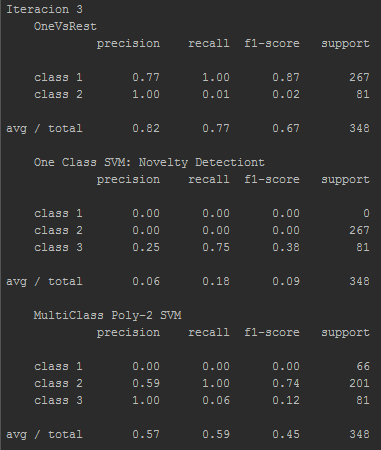 Iteracion 3
OneVsRest
precision recall f1-score support
class 1 0.77 1.00 0.87 267
class 2 1.00 0.01 0.02 81
avg / total 0.82 0.77 0.67 348
One Class SVM: Novelty Detectiont
precision recall f1-score support
class 1 0.00 0.00 0.00 0
class 2 0.00 0.00 0.00 267
class 3 0.25 0.75 0.38 81
avg / total 0.06 0.18 0.09 348
MultiClass Poly-2 SVM
precision recall f1-score support
class 1 0.00 0.00 0.00 66
class 2 0.59 1.00 0.74 201
class 3 1.00 0.06 0.12 81
avg / total 0.57 0.59 0.45 348